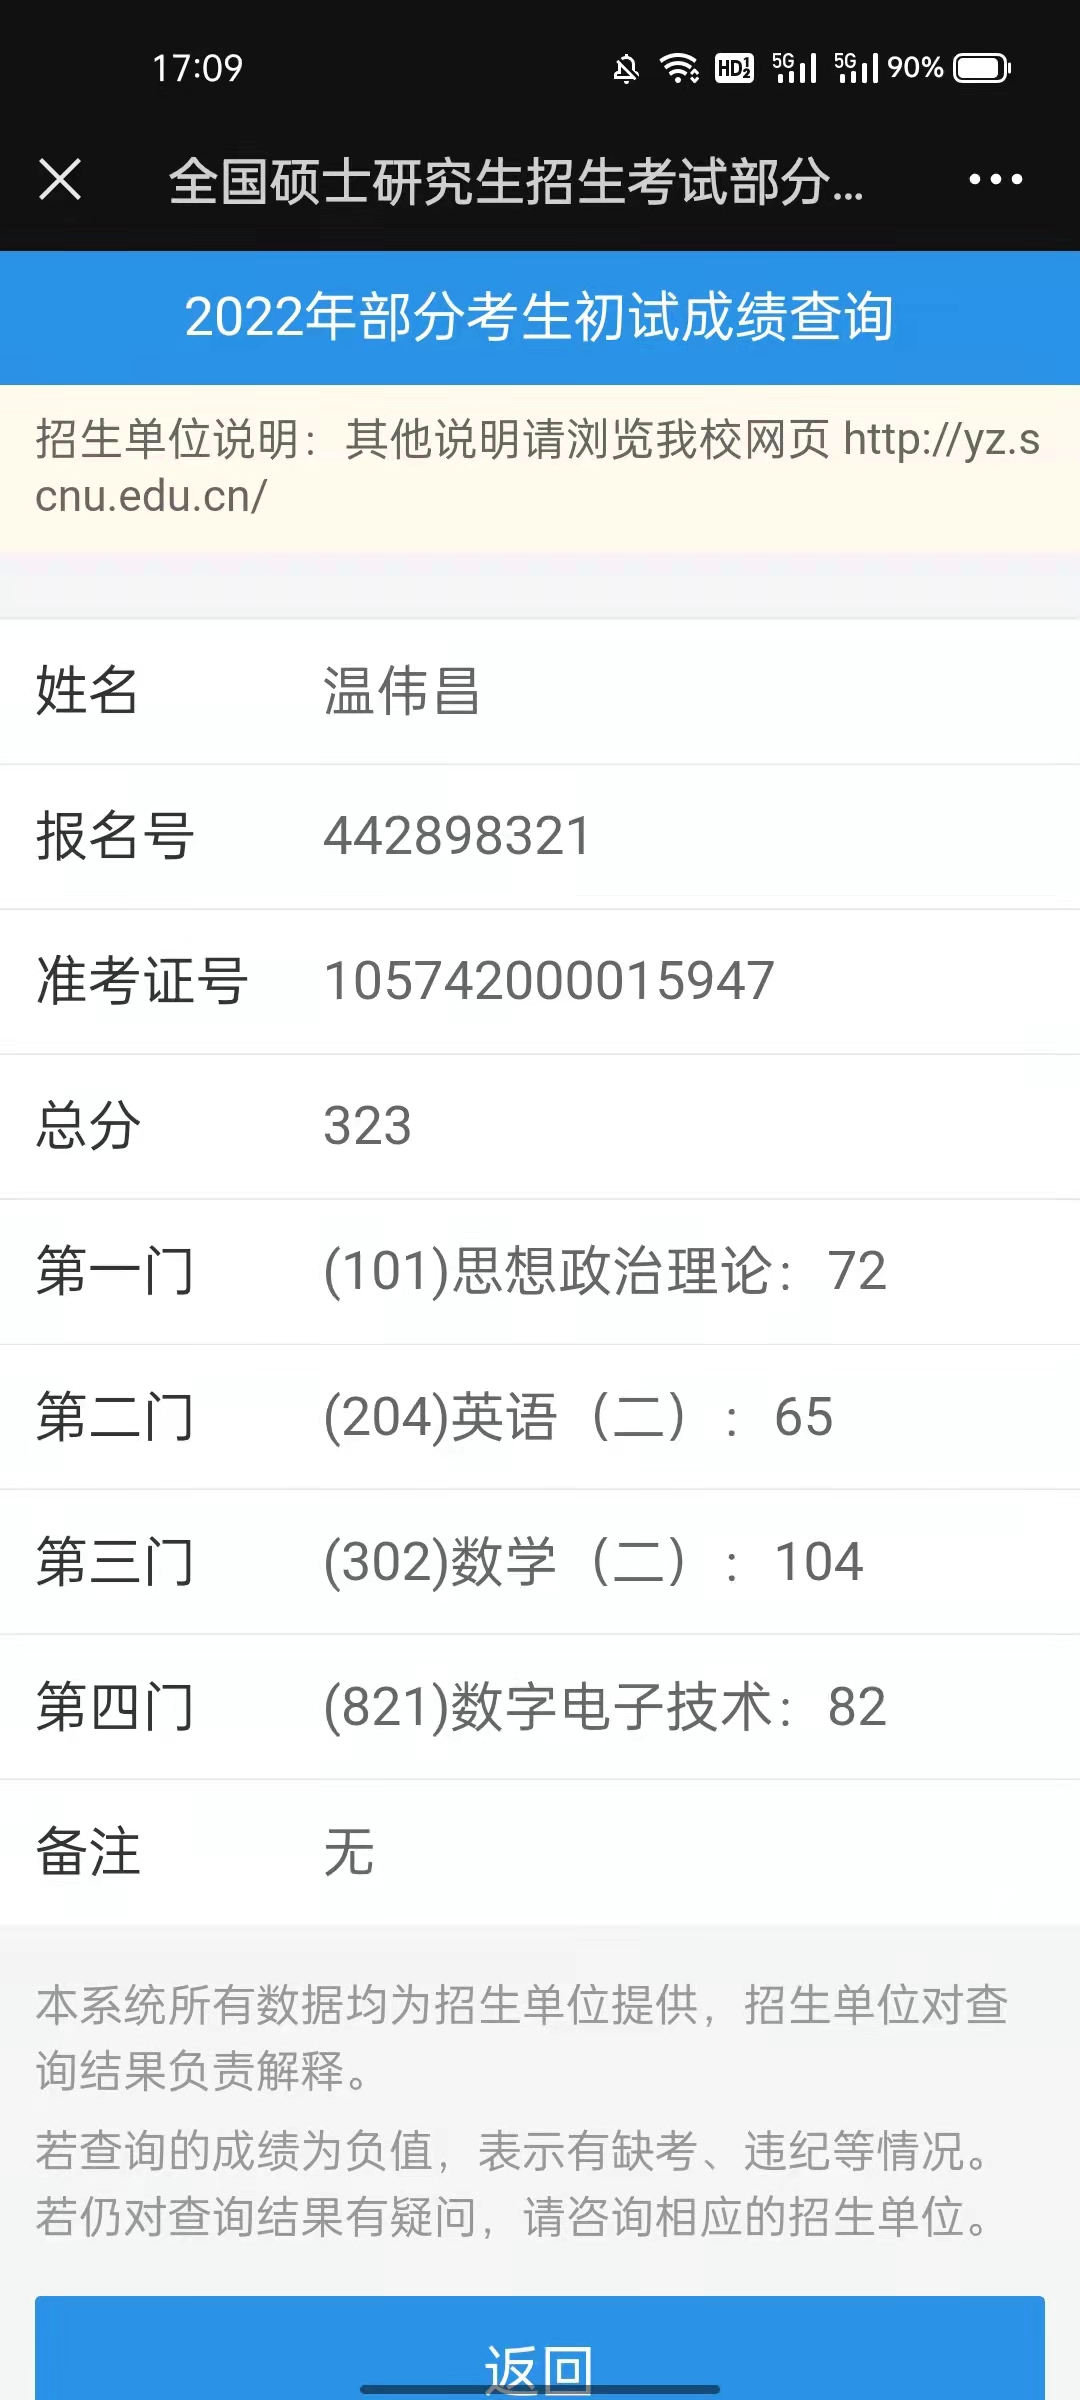 17:09
HD 1 2 5G 5G 90%
全国硕士研究生招生考试部分...
2022年部分考生初试成绩查询
招生单位说明：其他说明请浏览我校网页 http://yz.s
cnu.edu.cn/
姓名 温伟昌
报名号 442898321
准考证号 105742000015947
总分 323
第一门 (101)思想政治理论：72
第二门 (204)英语（二）：65
第三门 (302)数学（二）：104
第四门 (821)数字电子技术：82
备注 无
本系统所有数据均为招生单位提供，招生单位对查
询结果负责解释。
若查询的成绩为负值，表示有缺考、违纪等情况。
若仍对查询结果有疑问，请咨询相应的招生单位。
返回